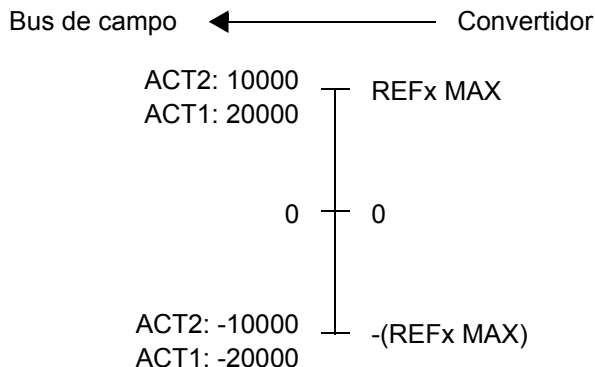 Bus de campo Convertidor
ACT2: 10000 REFx MAX
ACT1: 20000
0 0
ACT2: -10000 -(REFx MAX)
ACT1: -20000